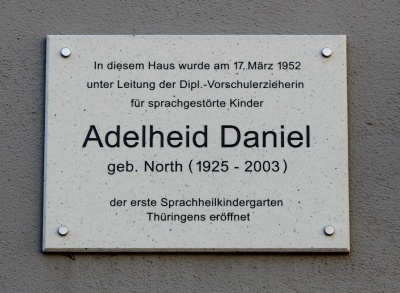 In diesem Haus wurde am 17.März 1952
unter Leitung der Dipl.-Vorschulerzieherin
für sprachgestörte Kinder
Adelheid Daniel
geb. North ( 1925 - 2003 )
der erste Sprachheilkindergarten
Thüringens eröffnet